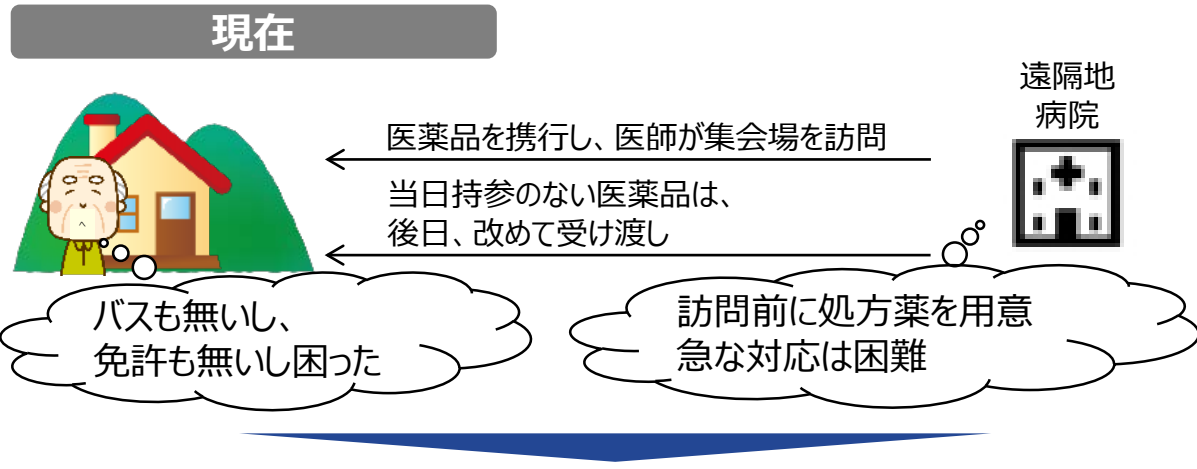 現在
遠隔地
病院
医薬品を携行し、医師が集会場を訪問
当日持参のない医薬品は、
後日、改めて受け渡し
バスも無いし、
免許も無いし困った
訪問前に処方薬を用意
急な対応は困難